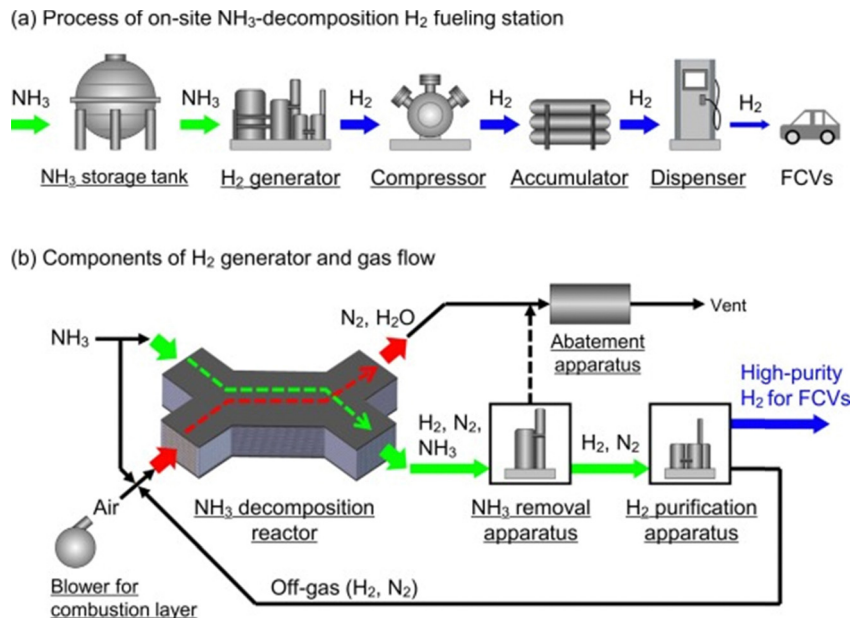 (a) Process of on-site NH₃-decomposition H₂ fueling station
NH₃
NH₃
H₂
H₂
H₂
H₂
NH₃ storage tank
H₂ generator
Compressor
Accumulator
Dispenser
FCVs
(b) Components of H₂ generator and gas flow
N₂, H₂O
Vent
NH₃
Abatement
apparatus
High-purity
H₂ for FCVs
H₂, N₂,
NH₃
H₂, N₂
Air
NH₃ decomposition
reactor
NH₃ removal
apparatus
H₂ purification
apparatus
Blower for
combustion layer
Off-gas (H₂, N₂)